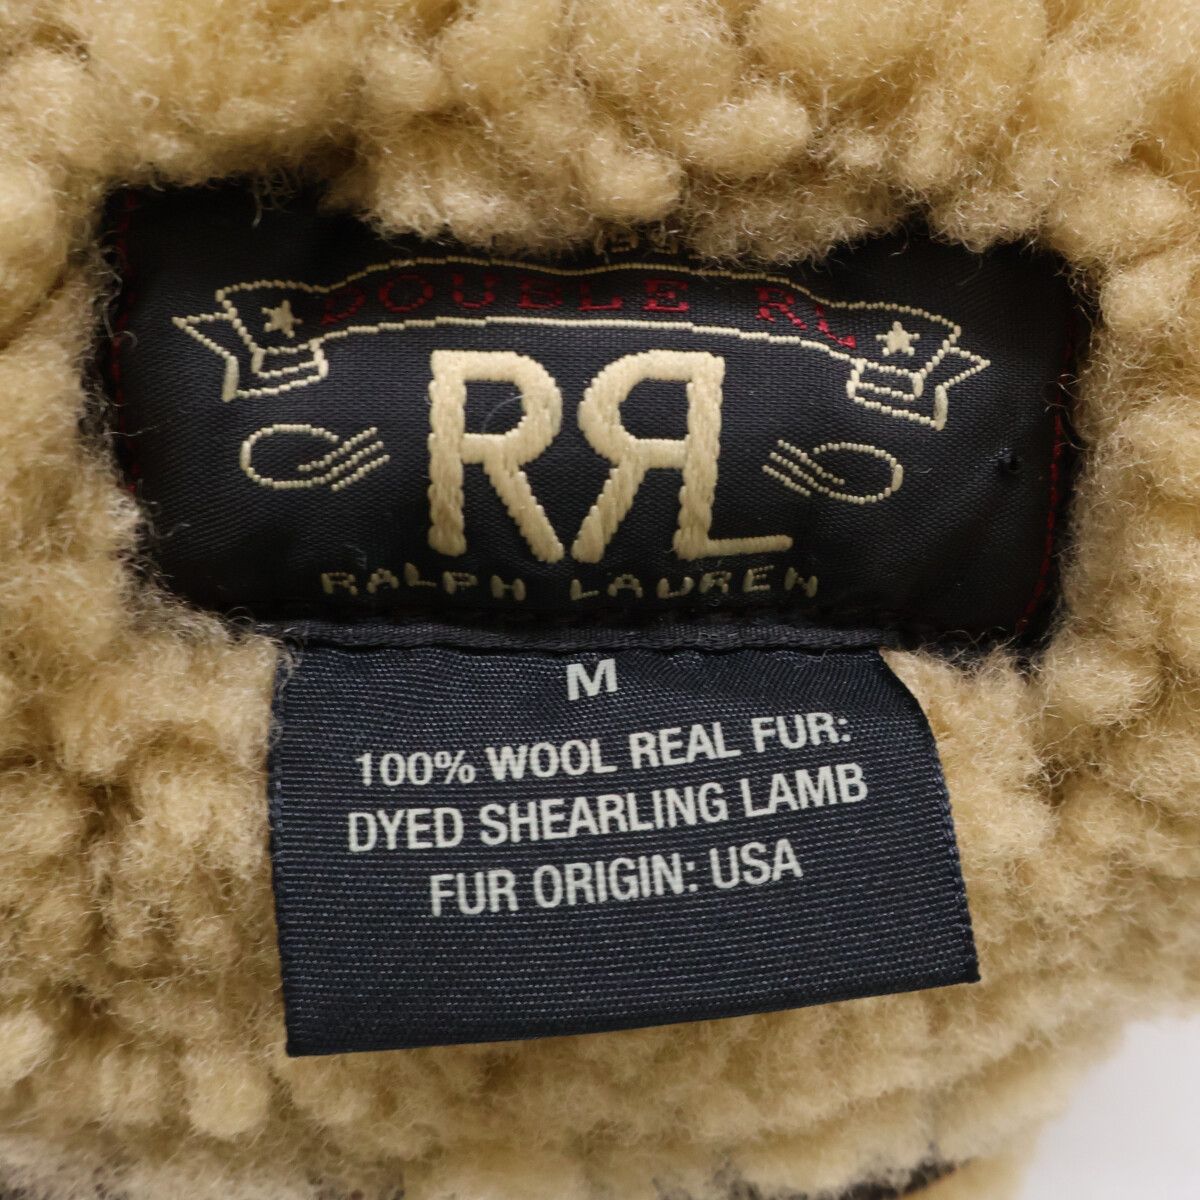 DOUBLE RL
RRL
RALPH LAUREN
M
100% WOOL REAL FUR:
DYED SHEARLING LAMB
FUR ORIGIN: USA